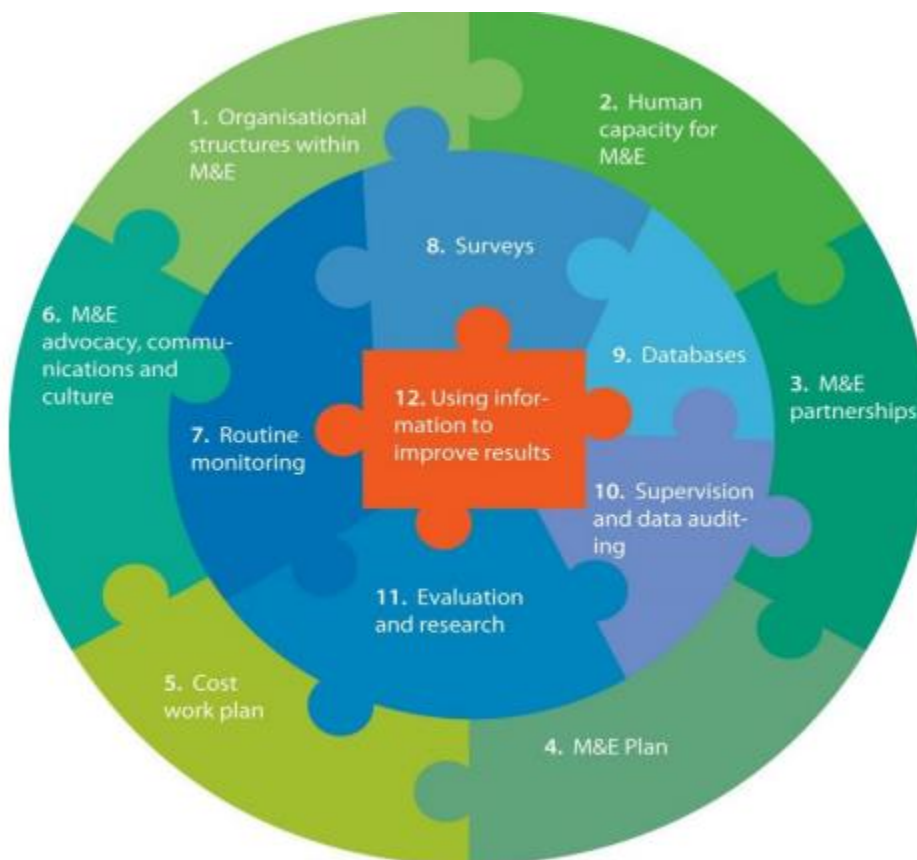 1. Organisational
structures within
M&E
2. Human
capacity for
M&E
3. M&E
partnerships
4. M&E Plan
5. Cost
work plan
6. M&E
advocacy, commu-
nications and
culture
7. Routine
monitoring
8. Surveys
9. Databases
10. Supervision
and data audit-
ing
11. Evaluation
and research
12. Using infor-
mation to
improve results